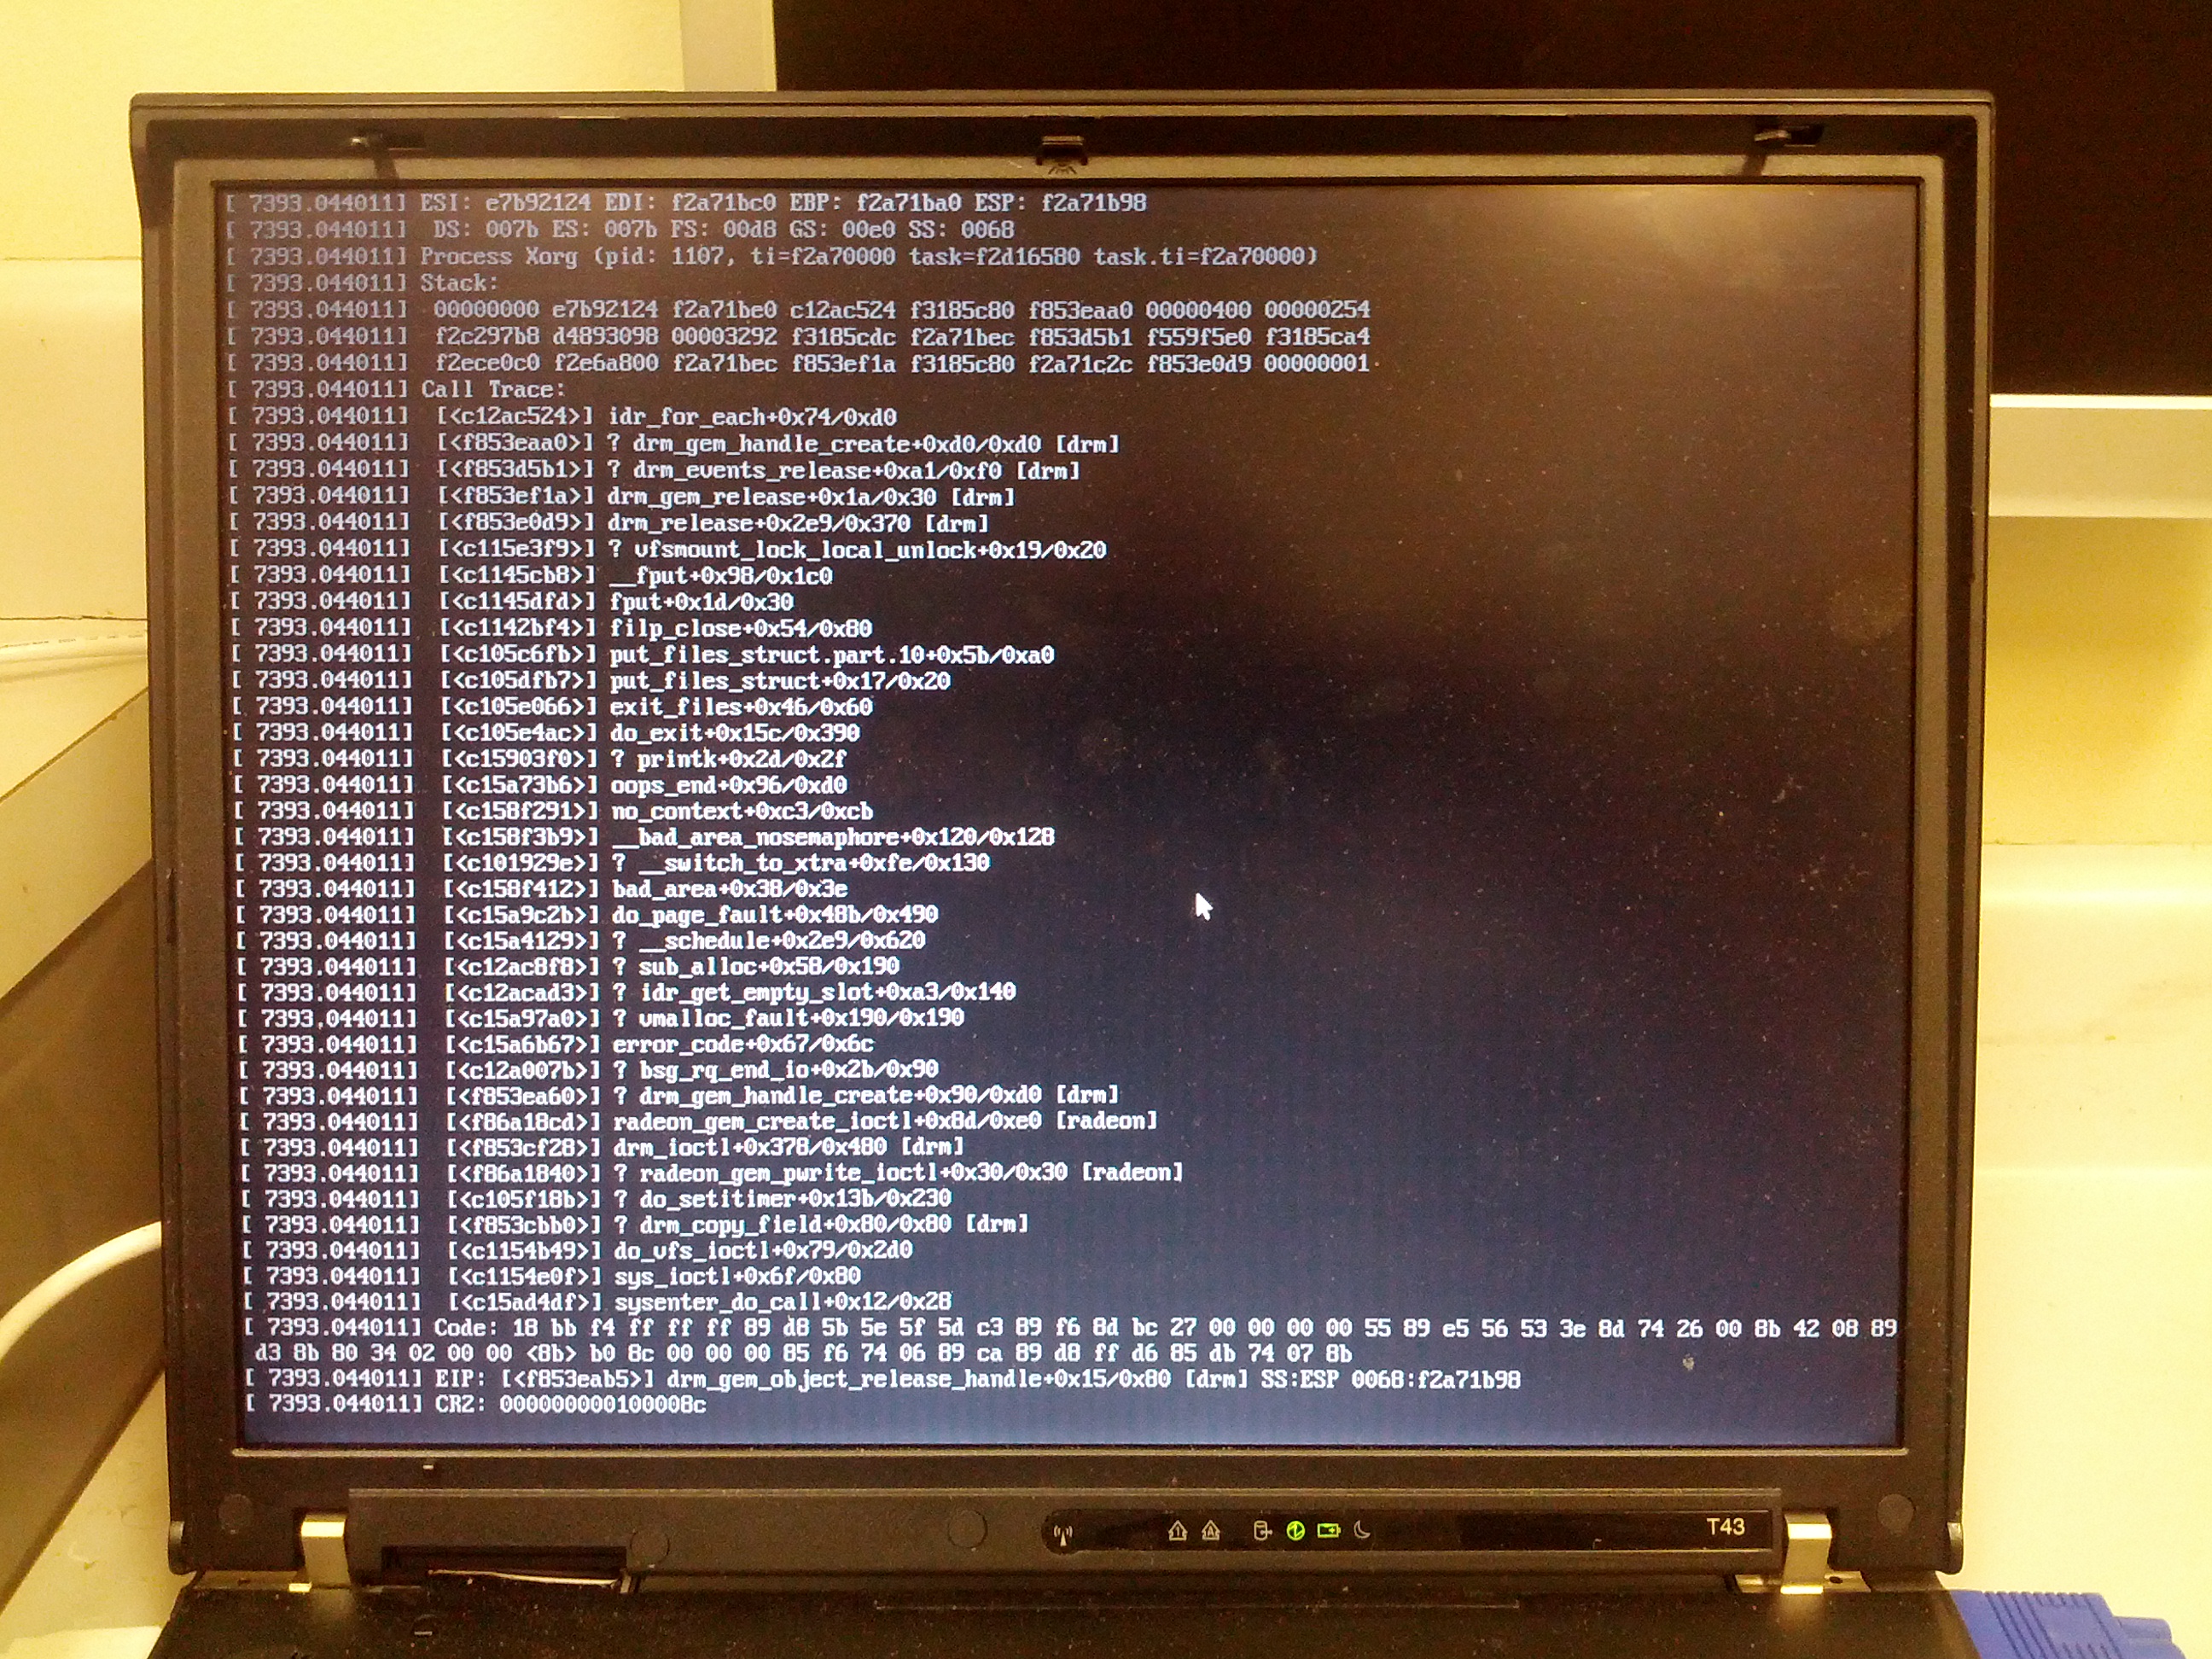 [ 7393.044011] ESI: e7b92124 EDI: f2a71bc0 EBP: f2a71ba0 ESP: f2a71b98
[ 7393.044011]  DS: 007b ES: 007b FS: 00d8 GS: 00e0 SS: 0068
[ 7393.044011] Process Xorg (pid: 1107, ti=f2a70000 task=f2d16580 task.ti=f2a70000)
[ 7393.044011] Stack:
[ 7393.044011]  00000000 e7b92124 f2a71be0 c12ac524 f3185c80 f853eaa0 00000400 00000254
[ 7393.044011]  f2c297b8 d4893098 00003292 f3185cdc f2a71bec f853d5b1 f559f5e0 f3185ca4
[ 7393.044011]  f2ece0c0 f2e6a800 f2a71bec f853ef1a f3185c80 f2a71c2c f853e0d9 00000001
[ 7393.044011] Call Trace:
[ 7393.044011]  [<c12ac524>] idr_for_each+0x74/0xd0
[ 7393.044011]  [<f853eaa0>] ? drm_gem_handle_create+0xd0/0xd0 [drm]
[ 7393.044011]  [<f853d5b1>] ? drm_events_release+0xa1/0xf0 [drm]
[ 7393.044011]  [<f853ef1a>] drm_gem_release+0x1a/0x30 [drm]
[ 7393.044011]  [<f853e0d9>] drm_release+0x2e9/0x370 [drm]
[ 7393.044011]  [<c115e3f9>] ? vfsmount_lock_local_unlock+0x19/0x20
[ 7393.044011]  [<c1145cb8>] __fput+0x98/0x1c0
[ 7393.044011]  [<c1145dfd>] fput+0x1d/0x30
[ 7393.044011]  [<c1142bf4>] filp_close+0x54/0x80
[ 7393.044011]  [<c105c6fb>] put_files_struct.part.10+0x5b/0xa0
[ 7393.044011]  [<c105dfb7>] put_files_struct+0x17/0x20
[ 7393.044011]  [<c105e066>] exit_files+0x46/0x60
[ 7393.044011]  [<c105e4ac>] do_exit+0x15c/0x390
[ 7393.044011]  [<c15903f0>] ? printk+0x2d/0x2f
[ 7393.044011]  [<c15a73b6>] oops_end+0x96/0xd0
[ 7393.044011]  [<c158f291>] no_context+0xc3/0xcb
[ 7393.044011]  [<c158f3b9>] __bad_area_nosemaphore+0x120/0x128
[ 7393.044011]  [<c101929e>] ? __switch_to_xtra+0xfe/0x130
[ 7393.044011]  [<c158f412>] bad_area+0x38/0x3e
[ 7393.044011]  [<c15a9c2b>] do_page_fault+0x48b/0x490
[ 7393.044011]  [<c15a4129>] ? __schedule+0x2e9/0x620
[ 7393.044011]  [<c12ac8f8>] ? sub_alloc+0x58/0x190
[ 7393.044011]  [<c12acad3>] ? idr_get_empty_slot+0xa3/0x140
[ 7393.044011]  [<c15a97a0>] ? vmalloc_fault+0x190/0x190
[ 7393.044011]  [<c15a6b67>] error_code+0x67/0x6c
[ 7393.044011]  [<c12a007b>] ? bsg_rq_end_io+0x2b/0x90
[ 7393.044011]  [<f853ea60>] ? drm_gem_handle_create+0x90/0xd0 [drm]
[ 7393.044011]  [<f86a18cd>] radeon_gem_create_ioctl+0x8d/0xe0 [radeon]
[ 7393.044011]  [<f853cf28>] drm_ioctl+0x378/0x480 [drm]
[ 7393.044011]  [<f86a1840>] ? radeon_gem_pwrite_ioctl+0x30/0x30 [radeon]
[ 7393.044011]  [<c105f18b>] ? do_setitimer+0x13b/0x230
[ 7393.044011]  [<f853cbb0>] ? drm_copy_field+0x80/0x80 [drm]
[ 7393.044011]  [<c1154b49>] do_vfs_ioctl+0x79/0x2d0
[ 7393.044011]  [<c1154e0f>] sys_ioctl+0x6f/0x80
[ 7393.044011]  [<c15ad4df>] sysenter_do_call+0x12/0x28
[ 7393.044011] Code: 18 bb f4 ff ff ff 89 d8 5b 5e 5f 5d c3 89 f6 8d bc 27 00 00 00 00 55 89 e5 56 53 3e 8d 74 26 00 8b 42 08 89
d3 8b 80 34 02 00 00 <8b> b0 8c 00 00 00 85 f6 74 06 89 ca 89 d8 ff d6 85 db 74 07 8b
[ 7393.044011] EIP: [<f853eab5>] drm_gem_object_release_handle+0x15/0x80 [drm] SS:ESP 0068:f2a71b98
[ 7393.044011] CR2: 000000000100008c
T43